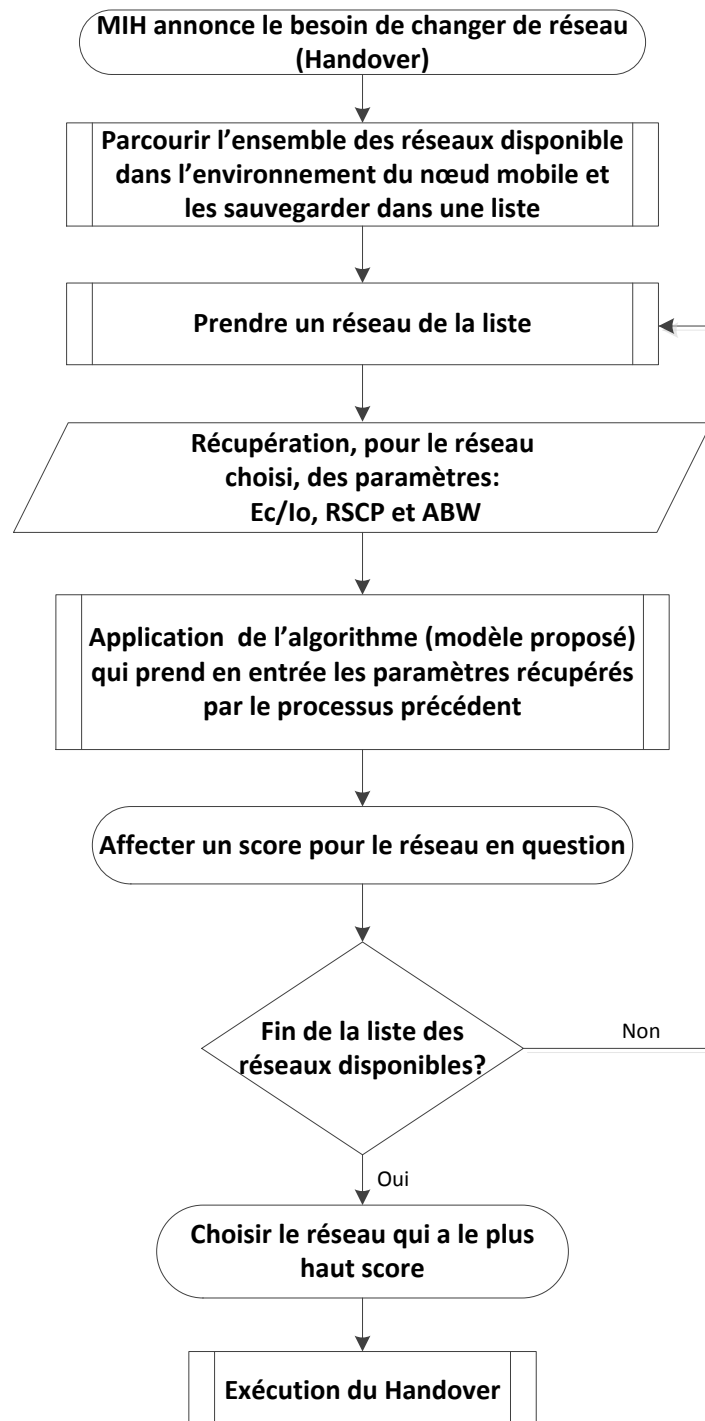 MIH annonce le besoin de changer de réseau
(Handover)
Parcourir l’ensemble des réseaux disponible
dans l’environnement du nœud mobile et
les sauvegarder dans une liste
Prendre un réseau de la liste
Récupération, pour le réseau
choisi, des paramètres:
Ec/Io, RSCP et ABW
Application de l’algorithme (modèle proposé)
qui prend en entrée les paramètres récupérés
par le processus précédent
Affecter un score pour le réseau en question
Fin de la liste des
réseaux disponibles?
Non
Oui
Choisir le réseau qui a le plus
haut score
Exécution du Handover